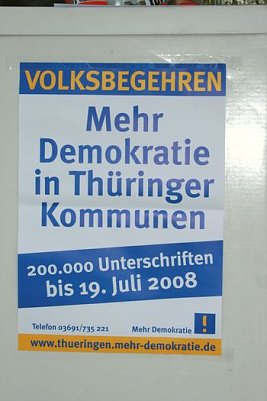 VOLKSBEGEHREN
Mehr
Demokratie
in Thüringer
Kommunen
200.000 Unterschriften
bis 19. Juli 2008
Telefon 03691/735 221 Mehr Demokratie !
www.thueringen.mehr-demokratie.de